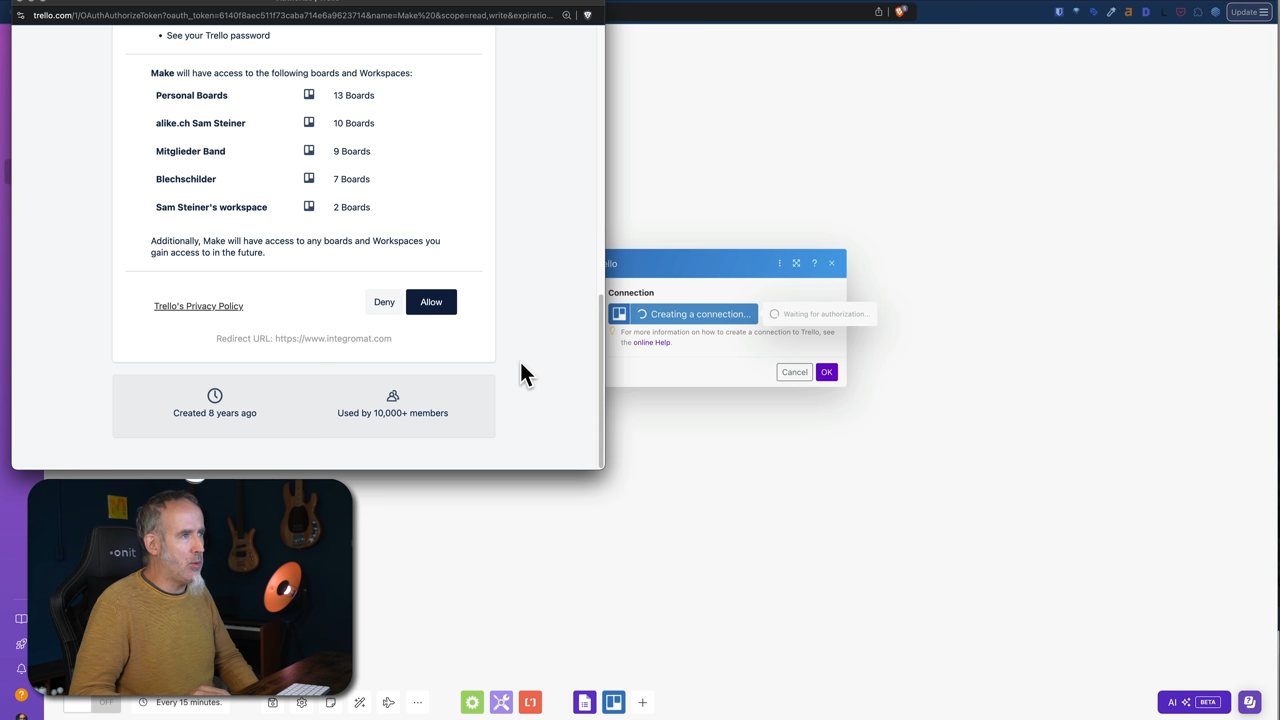 trello.com/1/OAuthAuthorizeToken?oauth_token=6140f8aec511f73caba714e6a9623714&name=Make%20&scope=read,write&expiratio...
Update
• See your Trello password
Make will have access to the following boards and Workspaces:
Personal Boards 13 Boards
alike.ch Sam Steiner 10 Boards
Mitglieder Band 9 Boards
Blechschilder 7 Boards
Sam Steiner's workspace 2 Boards
Additionally, Make will have access to any boards and Workspaces you
gain access to in the future.
Trello's Privacy Policy
Deny
Allow
Redirect URL: https://www.integromat.com
Created 8 years ago
Used by 10,000+ members
ello
Connection
Creating a connection...
Waiting for authorization...
For more information on how to create a connection to Trello, see
the online Help.
Cancel
OK
onit
OFF
Every 15 minutes.
AI
BETA